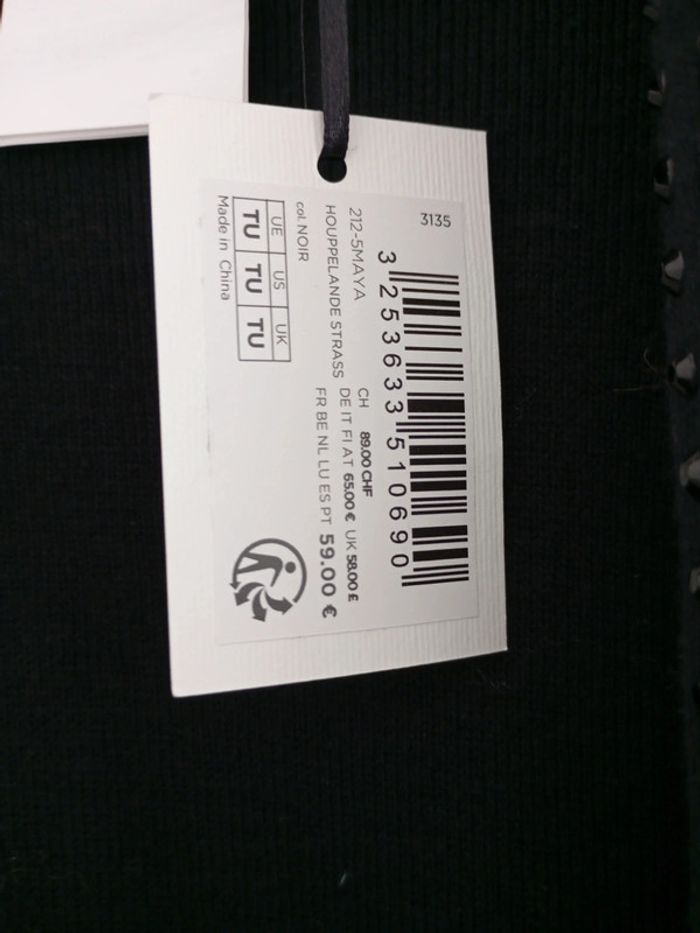 3135
3 253633 510690
212-5MAYA
CH 89.00 CHF
HOUPPELANDE STRASS
DE IT FI AT 65.00 € UK 58.00 £
FR BE NL LU ES PT 59.00 €
col. NOIR
UE US UK
TU TU TU
Made in China